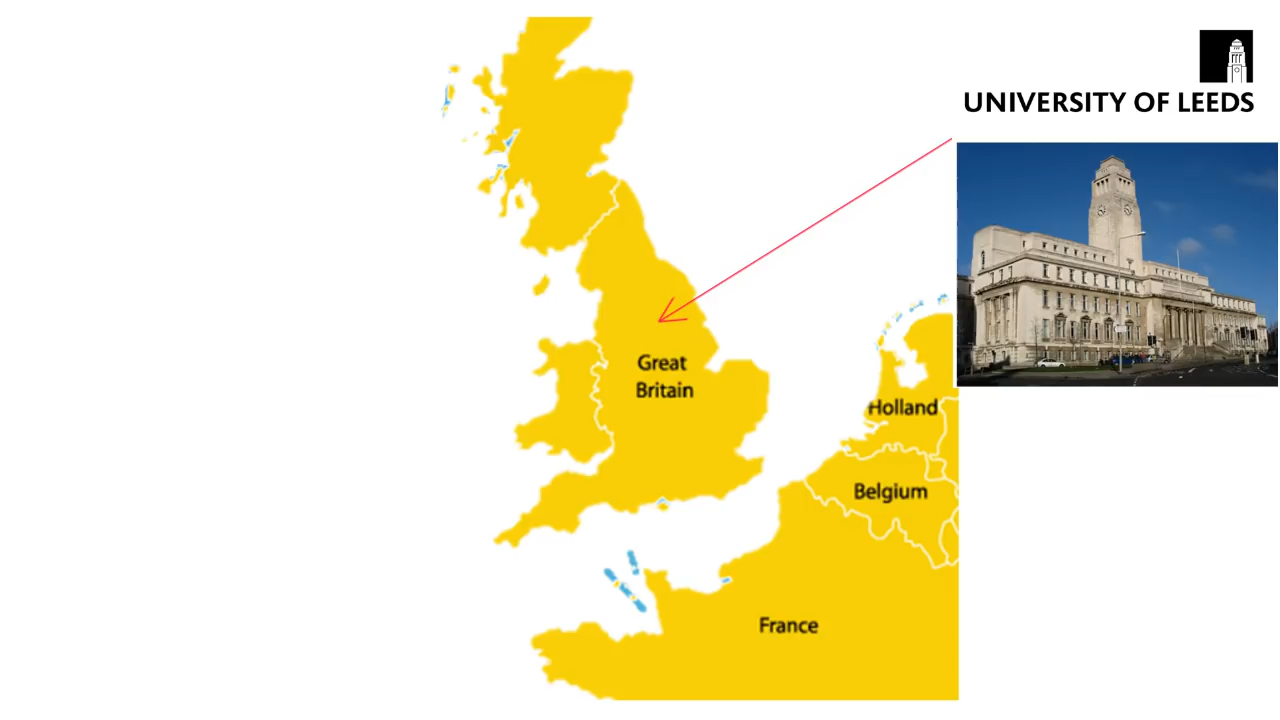 UNIVERSITY OF LEEDS
Great
Britain
Holland
Belgium
France